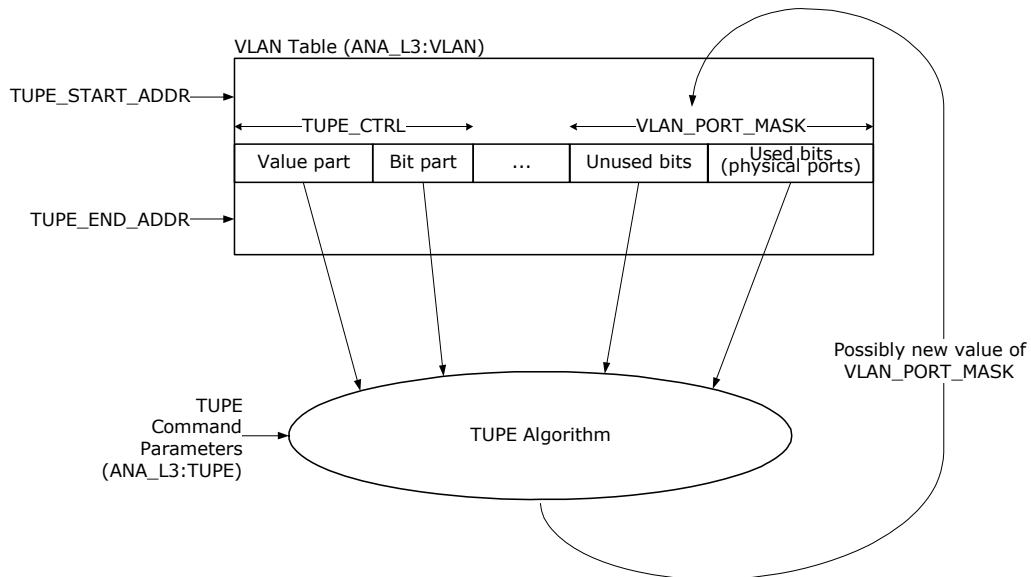 VLAN Table (ANA_L3:VLAN)
TUPE_START_ADDR
TUPE_CTRL
VLAN_PORT_MASK
Value part
Bit part
...
Unused bits
Used bits
(physical ports)
TUPE_END_ADDR
Possibly new value of
VLAN_PORT_MASK
TUPE
Command
Parameters
(ANA_L3:TUPE)
TUPE Algorithm